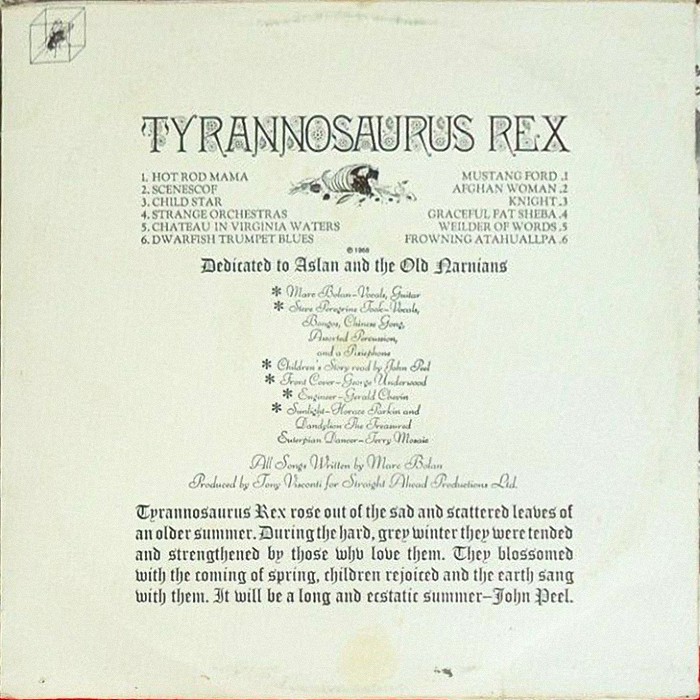 TYRANNOSAURUS REX
1. HOT ROD MAMA
2. SCENESCOF
3. CHILD STAR
4. STRANGE ORCHESTRAS
5. CHATEAU IN VIRGINIA WATERS
6. DWARFISH TRUMPET BLUES
MUSTANG FORD .1
AFGHAN WOMAN .2
KNIGHT .3
GRACEFUL FAT SHEBA .4
WEILDER OF WORDS .5
FROWNING ATAHUALLPA .6
℗ 1968
Dedicated to Aslan and the Old Narnians
* Marc Bolan–Vocals, Guitar
* Steve Peregrine Took–Vocals,
Bongos, Chinese Gong,
Assorted Percussion,
and a Pixiephone
* Children's Story read by John Peel
* Front Cover–George Underwood
* Engineer–Gerald Chevin
* Sunlight–Horace Parkin and
Dandylion The Treasured
Euterpian Dancer–Terry Mosaic
All Songs Written by Marc Bolan
Produced by Tony Visconti for Straight Ahead Productions Ltd.
Tyrannosaurus Rex rose out of the sad and scattered leaves of
an older summer. During the hard, grey winter they were tended
and strengthened by those who love them. They blossomed
with the coming of spring, children rejoiced and the earth sang
with them. It will be a long and ecstatic summer–John Peel.